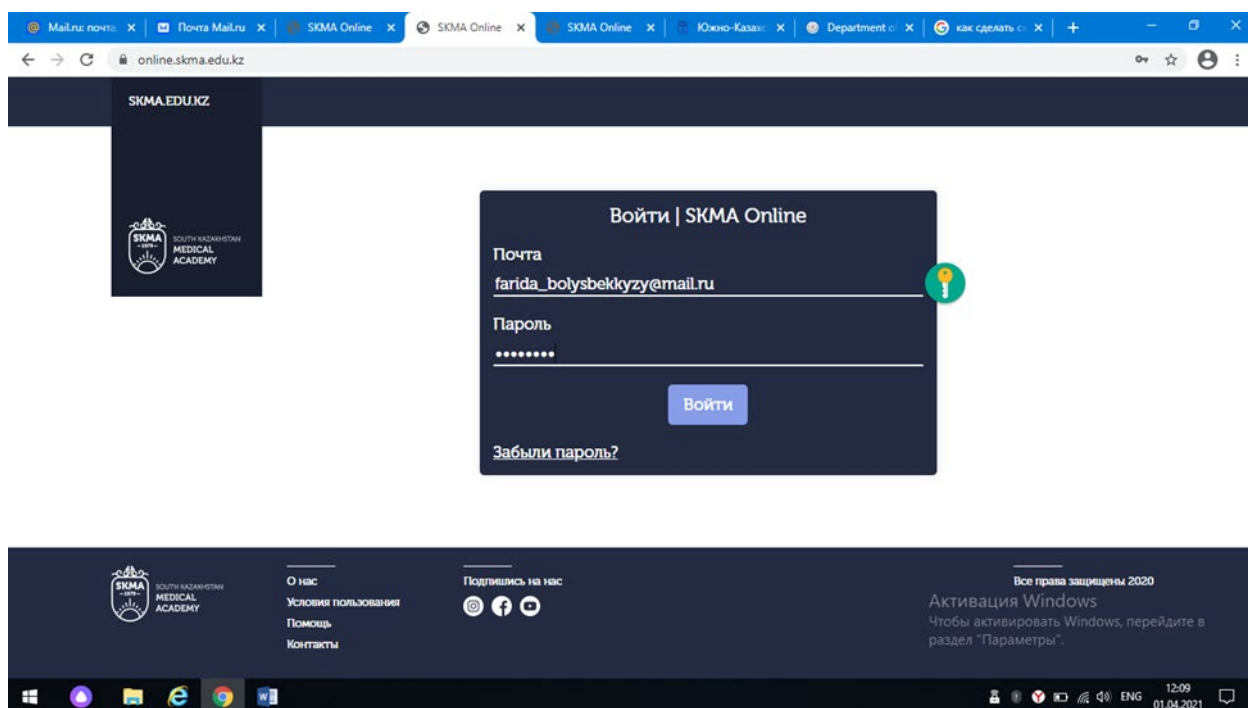 Mail.ru: почта
Почта Mail.ru
SKMA Online
SKMA Online
SKMA Online
Южно-Казахс
Department o
как сделать с
online.skma.edu.kz
SKMA.EDU.KZ
SKMA
-1979-
SOUTH KAZAKHSTAN
MEDICAL
ACADEMY
Войти | SKMA Online
Почта
farida_bolysbekkyzy@mail.ru
Пароль
••••••••
Войти
Забыли пароль?
SKMA
-1979-
SOUTH KAZAKHSTAN
MEDICAL
ACADEMY
О нас
Условия пользования
Помощь
Контакты
Подпишись на нас
Все права защищены 2020
Активация Windows
Чтобы активировать Windows, перейдите в
раздел "Параметры".
ENG
12:09
01.04.2021